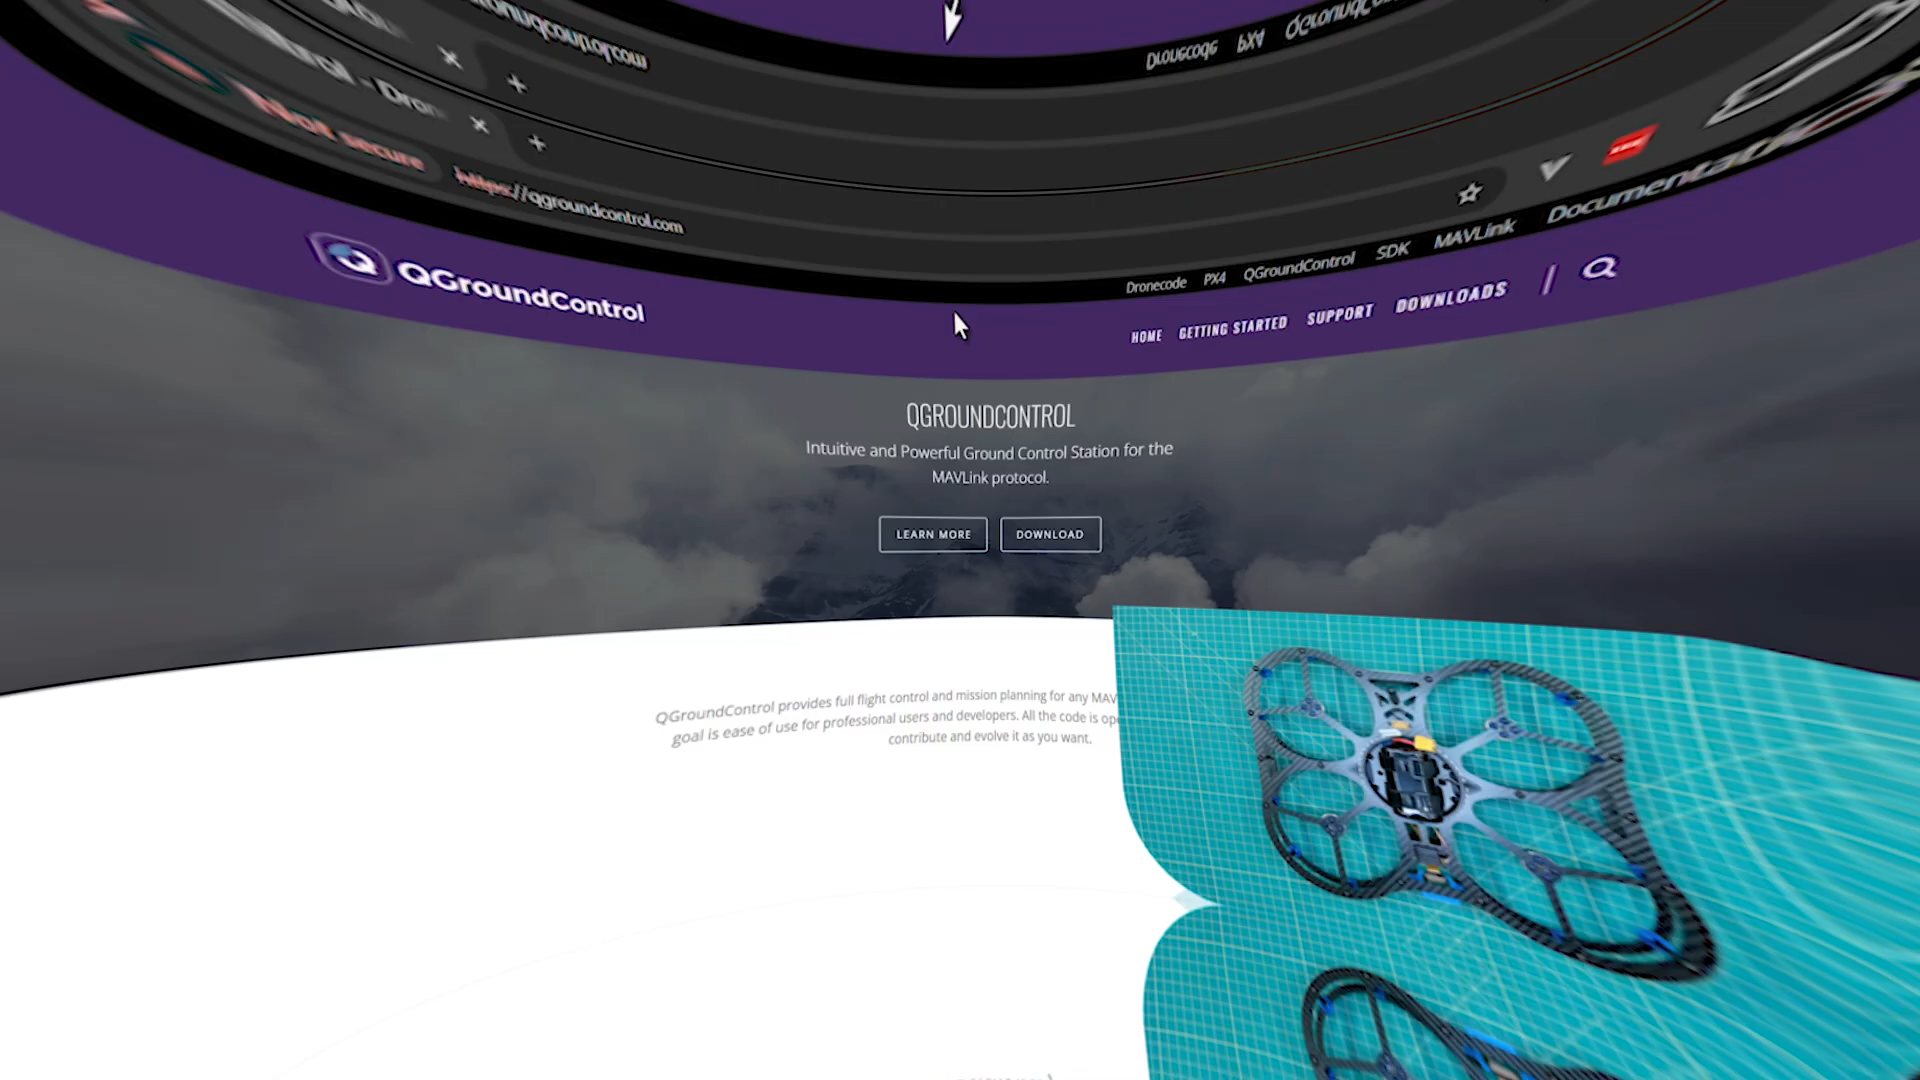 Not secure
https://qgroundcontrol.com
Dronecode PX4 QGroundControl SDK MAVLink
QGroundControl
HOME GETTING STARTED SUPPORT DOWNLOADS
QGROUNDCONTROL
Intuitive and Powerful Ground Control Station for the
MAVLink protocol.
LEARN MORE DOWNLOAD
QGroundControl provides full flight control and mission planning for any MAV
goal is ease of use for professional users and developers. All the code is
contribute and evolve it as you want.